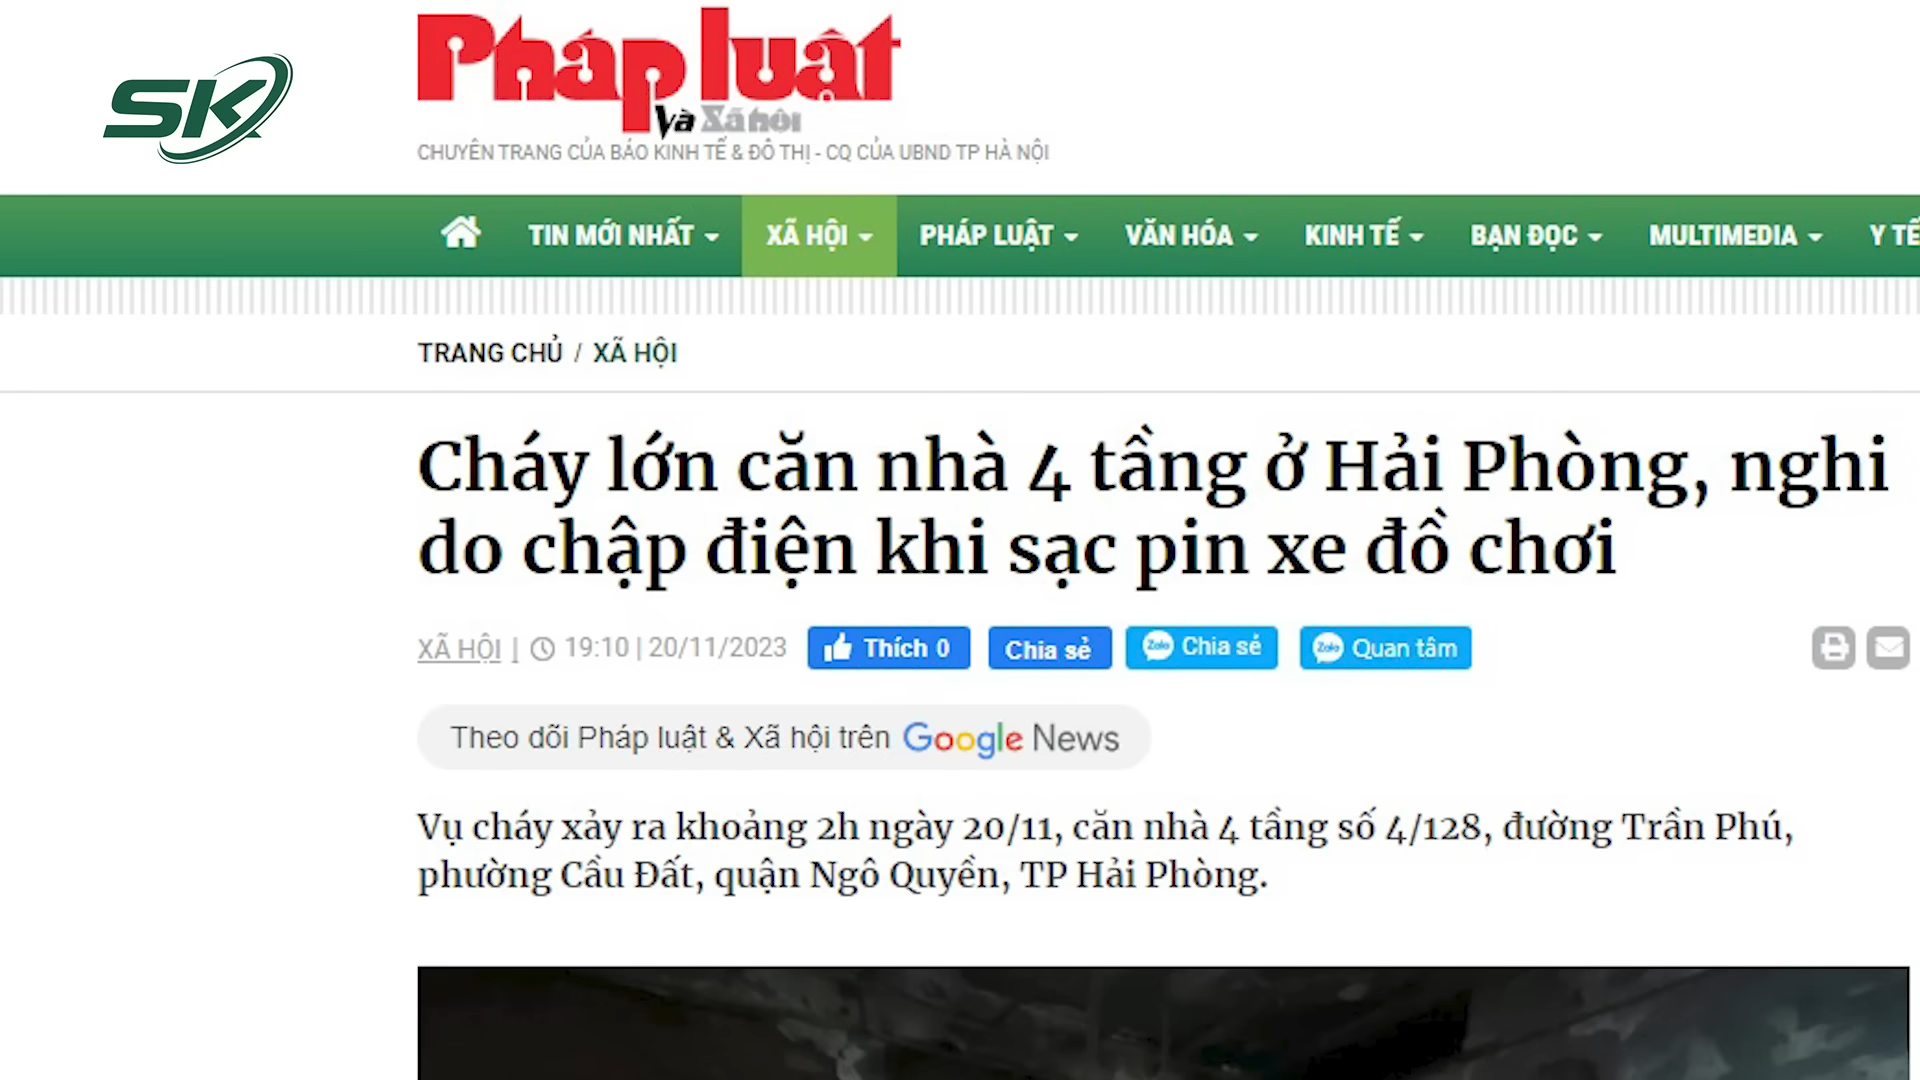 SK
Pháp luật
Và Xã hội
CHUYÊN TRANG CỦA BÁO KINH TẾ & ĐÔ THỊ - CQ CỦA UBND TP HÀ NỘI
TIN MỚI NHẤT XÃ HỘI PHÁP LUẬT VĂN HÓA KINH TẾ BẠN ĐỌC MULTIMEDIA Y TẾ
TRANG CHỦ / XÃ HỘI
Cháy lớn căn nhà 4 tầng ở Hải Phòng, nghi
do chập điện khi sạc pin xe đồ chơi
XÃ HỘI | 19:10 | 20/11/2023 Thích 0 Chia sẻ Zalo Chia sẻ Zalo Quan tâm
Theo dõi Pháp luật & Xã hội trên Google News
Vụ cháy xảy ra khoảng 2h ngày 20/11, căn nhà 4 tầng số 4/128, đường Trần Phú,
phường Cầu Đất, quận Ngô Quyền, TP Hải Phòng.